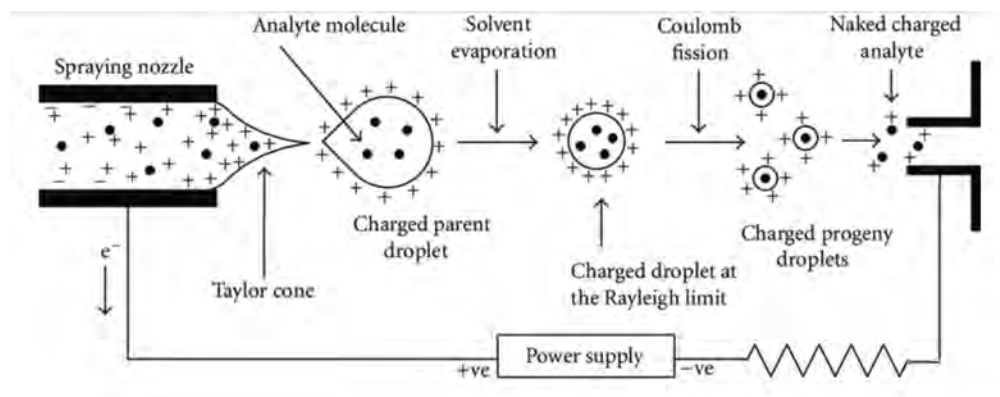 Analyte molecule
Solvent
evaporation
Coulomb
fission
Naked charged
analyte
Spraying nozzle
Charged parent
droplet
Charged progeny
droplets
e⁻
Taylor cone
Charged droplet at
the Rayleigh limit
Power supply
+ve
−ve